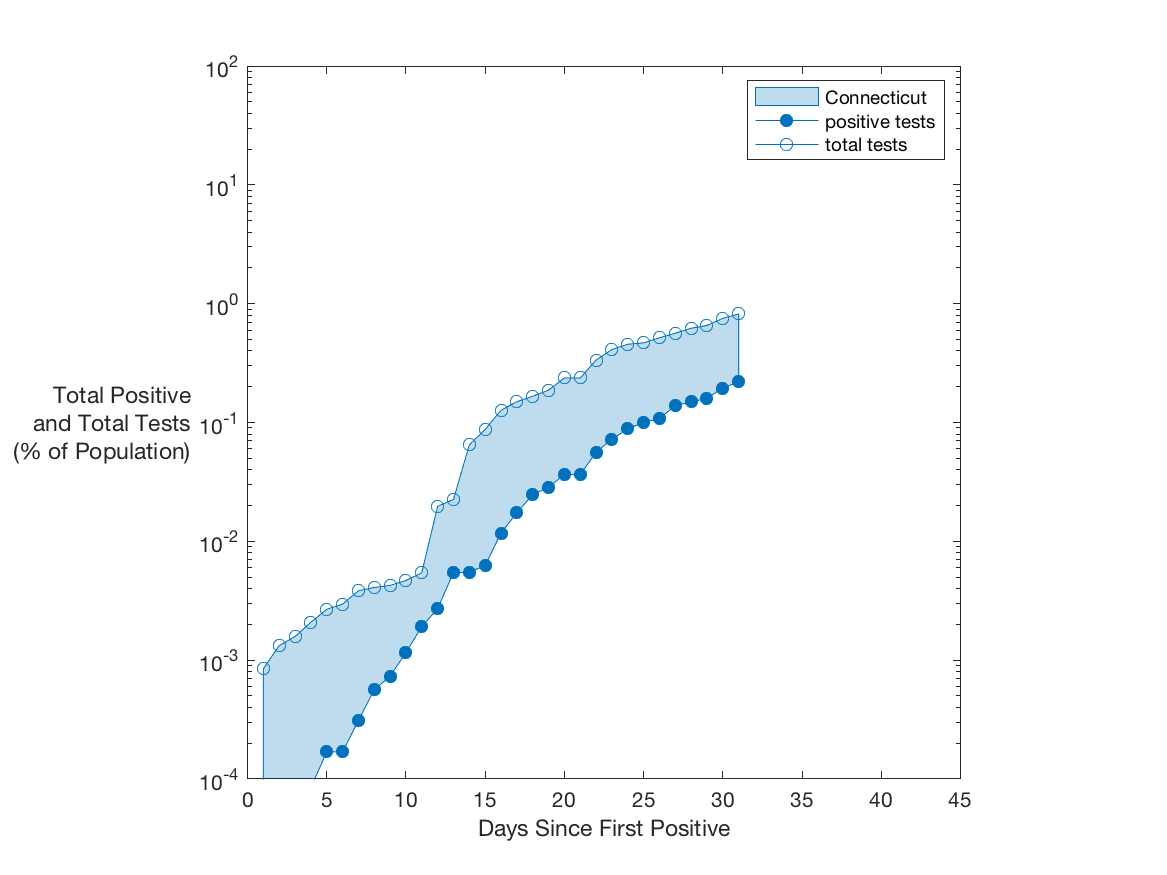 10^2
10^1
10^0
10^-1
10^-2
10^-3
10^-4
Total Positive
and Total Tests
(% of Population)
Connecticut
positive tests
total tests
0 5 10 15 20 25 30 35 40 45
Days Since First Positive